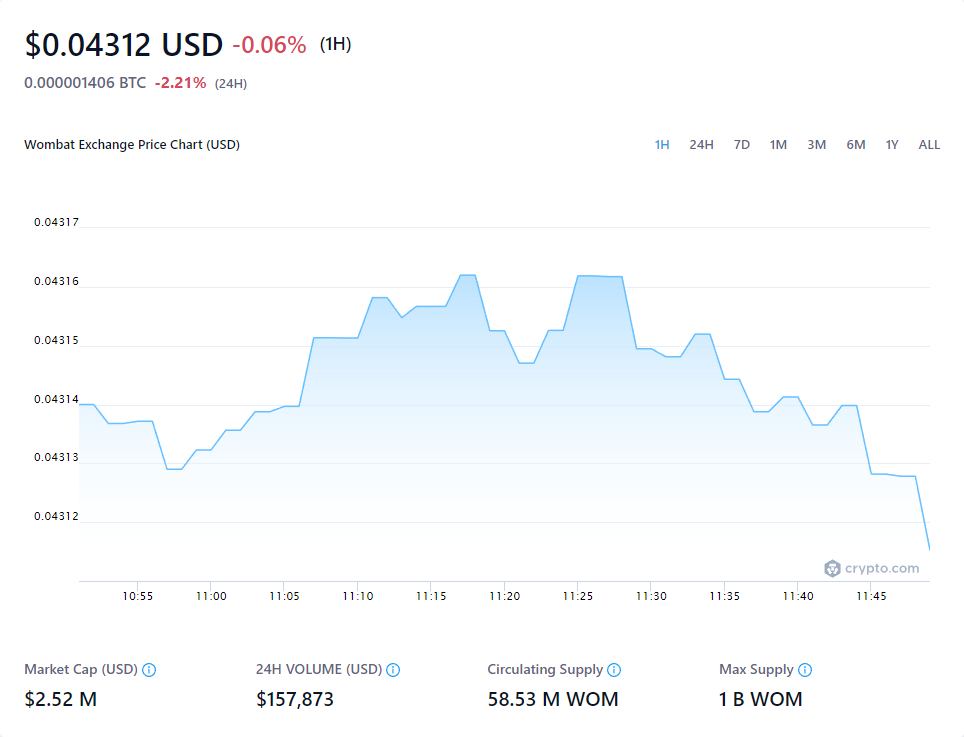 $0.04312 USD -0.06% (1H)
0.000001406 BTC -2.21% (24H)
Wombat Exchange Price Chart (USD) 1H 24H 7D 1M 3M 6M 1Y ALL
0.04317
0.04316
0.04315
0.04314
0.04313
0.04312
crypto.com
10:55 11:00 11:05 11:10 11:15 11:20 11:25 11:30 11:35 11:40 11:45
Market Cap (USD) 24H VOLUME (USD) Circulating Supply Max Supply
$2.52 M $157,873 58.53 M WOM 1 B WOM